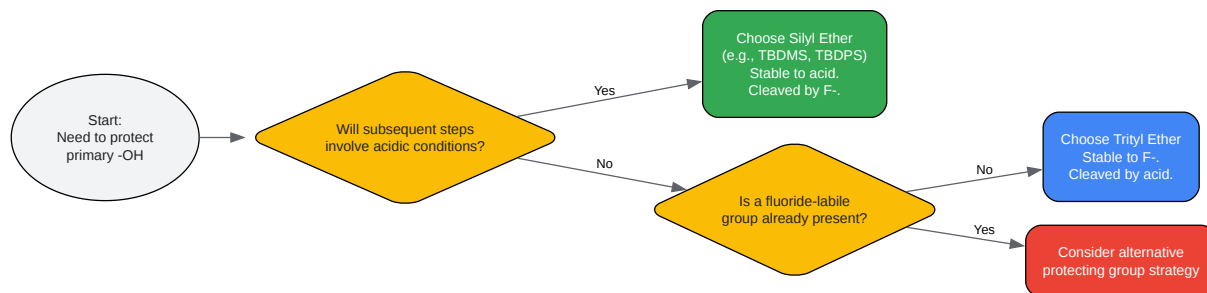 Start:
Need to protect
primary -OH
Will subsequent steps
involve acidic conditions?
Yes
Choose Silyl Ether
(e.g., TBDMS, TBDPS)
Stable to acid.
Cleaved by F-.
No
Is a fluoride-labile
group already present?
No
Choose Trityl Ether
Stable to F-.
Cleaved by acid.
Yes
Consider alternative
protecting group strategy